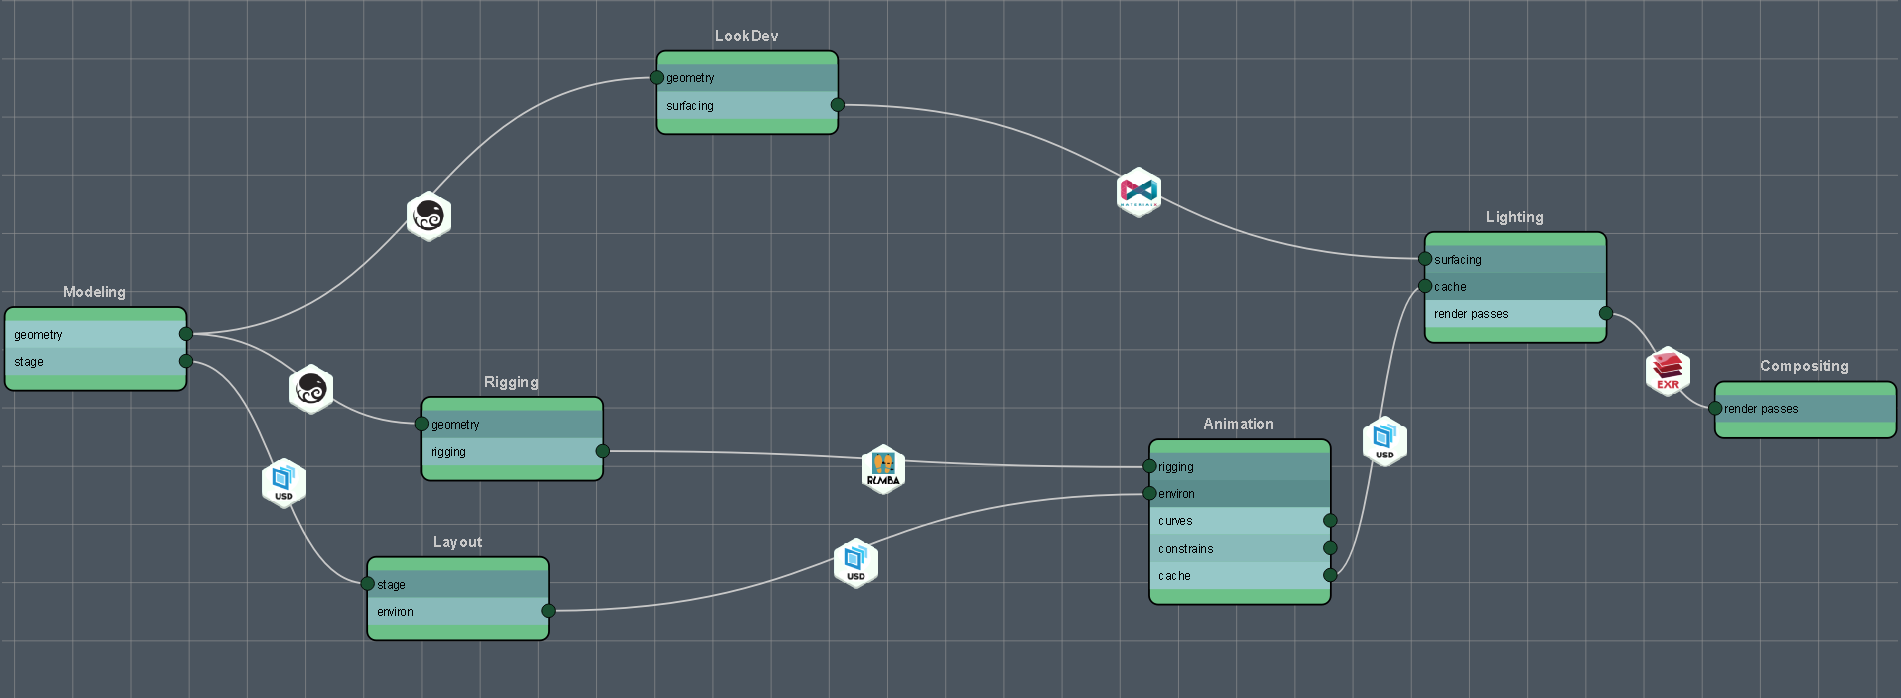 LookDev
geometry
surfacing
MATERIALX
Lighting
surfacing
cache
render passes
Modeling
geometry
stage
EXR
Compositing
render passes
Rigging
geometry
rigging
RUMBA
Animation
rigging
environ
curves
constrains
cache
USD
USD
Layout
stage
environ
USD